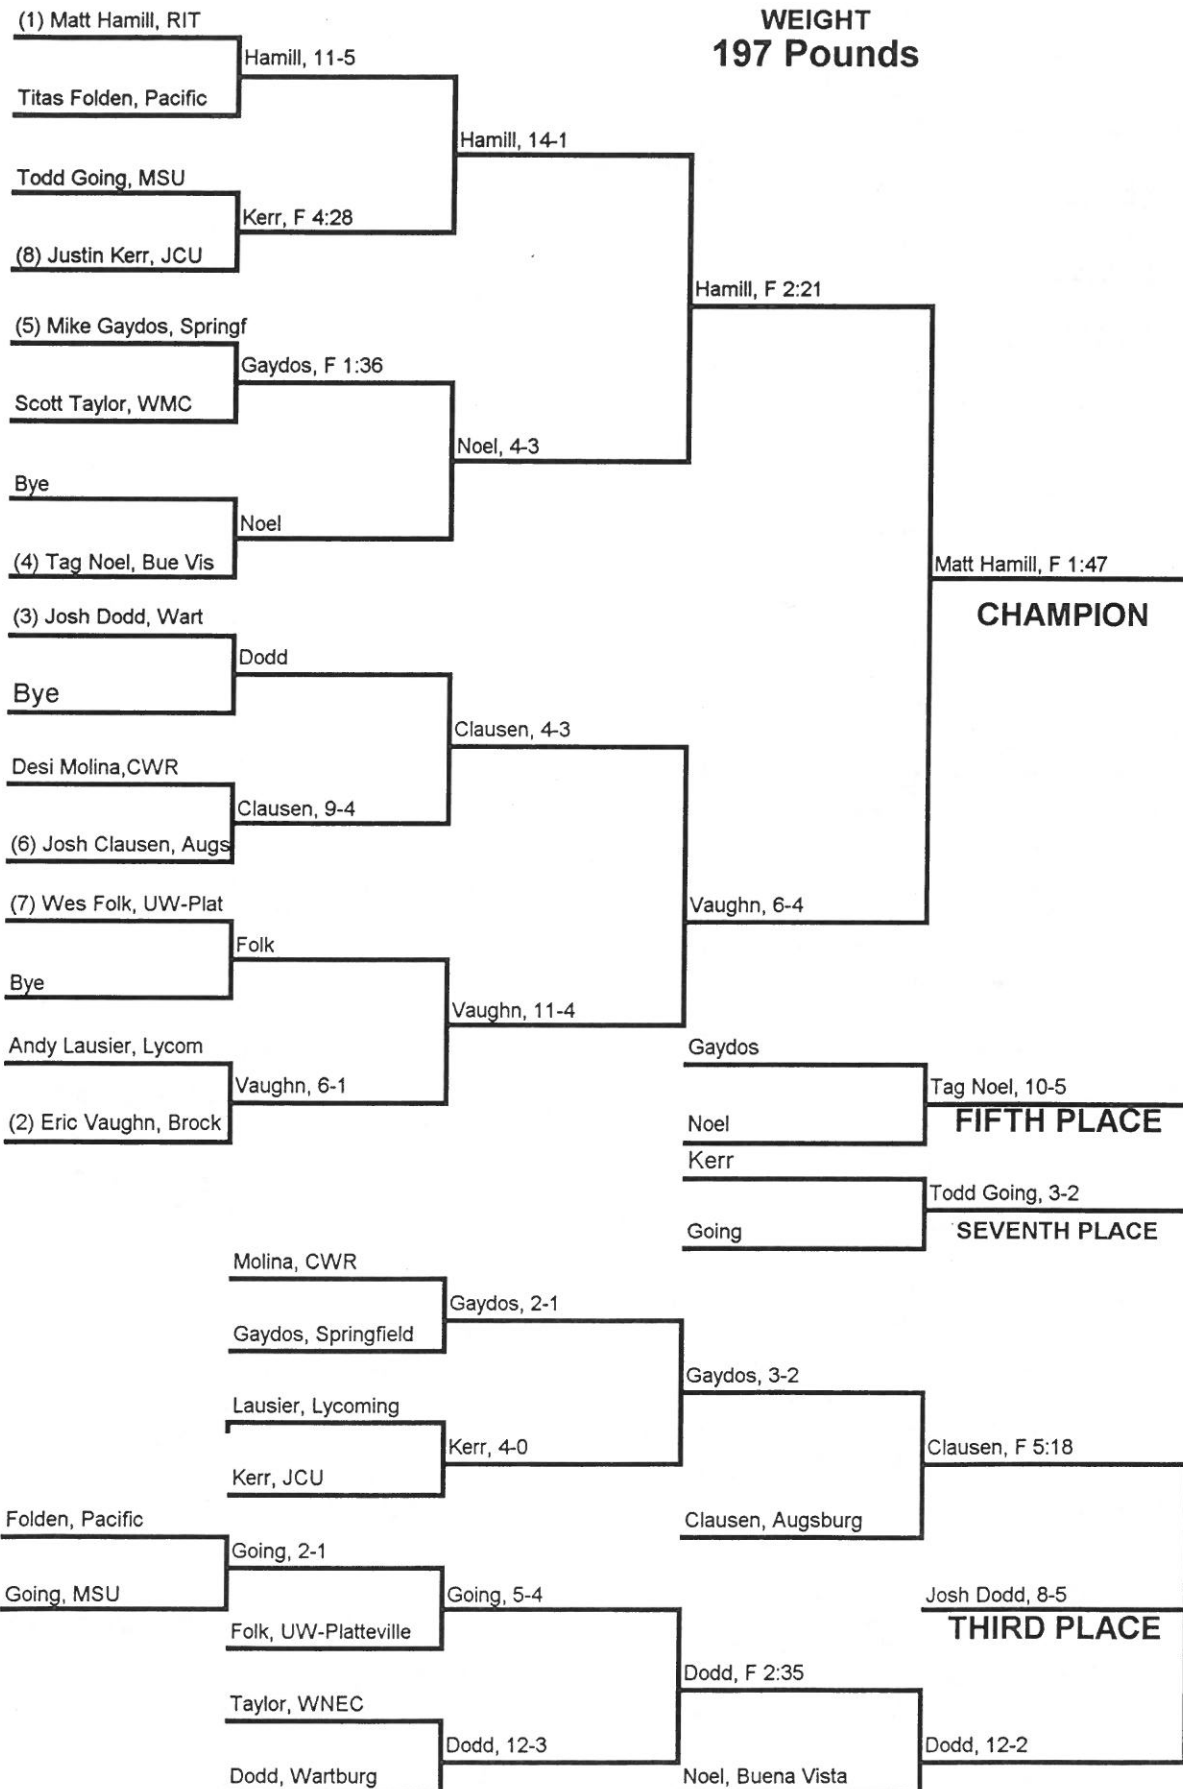 WEIGHT
197 Pounds
(1) Matt Hamill, RIT
Hamill, 11-5
Titas Folden, Pacific
Hamill, 14-1
Todd Going, MSU
Kerr, F 4:28
(8) Justin Kerr, JCU
Hamill, F 2:21
(5) Mike Gaydos, Springf
Gaydos, F 1:36
Scott Taylor, WMC
Noel, 4-3
Bye
Noel
(4) Tag Noel, Bue Vis
Matt Hamill, F 1:47
CHAMPION
(3) Josh Dodd, Wart
Dodd
Bye
Clausen, 4-3
Desi Molina,CWR
Clausen, 9-4
(6) Josh Clausen, Augs
(7) Wes Folk, UW-Plat
Vaughn, 6-4
Folk
Bye
Vaughn, 11-4
Andy Lausier, Lycom
Vaughn, 6-1
(2) Eric Vaughn, Brock
Gaydos
Tag Noel, 10-5
FIFTH PLACE
Noel
Kerr
Todd Going, 3-2
SEVENTH PLACE
Going
Molina, CWR
Gaydos, 2-1
Gaydos, Springfield
Gaydos, 3-2
Lausier, Lycoming
Kerr, 4-0
Kerr, JCU
Clausen, F 5:18
Clausen, Augsburg
Folden, Pacific
Going, 2-1
Going, MSU
Going, 5-4
Folk, UW-Platteville
Josh Dodd, 8-5
THIRD PLACE
Dodd, F 2:35
Taylor, WNEC
Dodd, 12-3
Dodd, Wartburg
Noel, Buena Vista
Dodd, 12-2